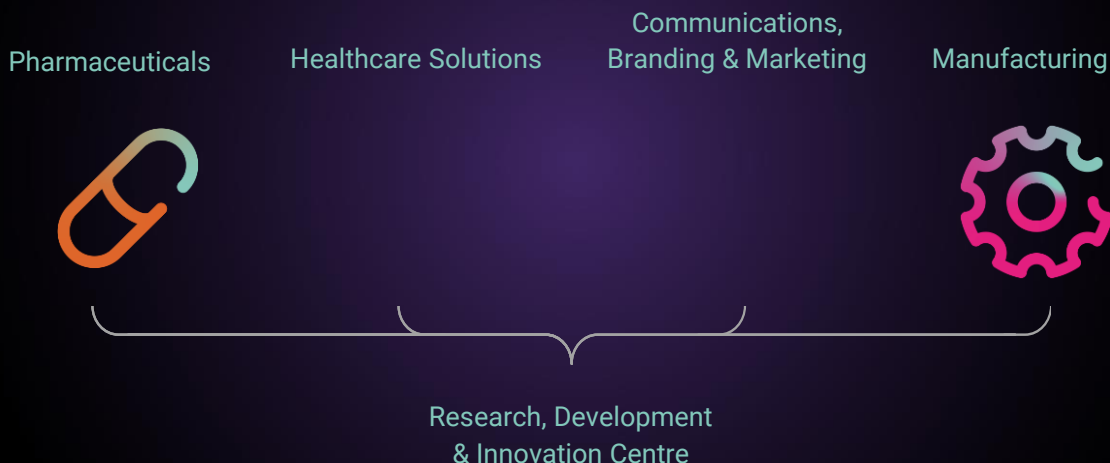 Pharmaceuticals
Healthcare Solutions
Communications,
Branding & Marketing
Manufacturing
Research, Development
& Innovation Centre